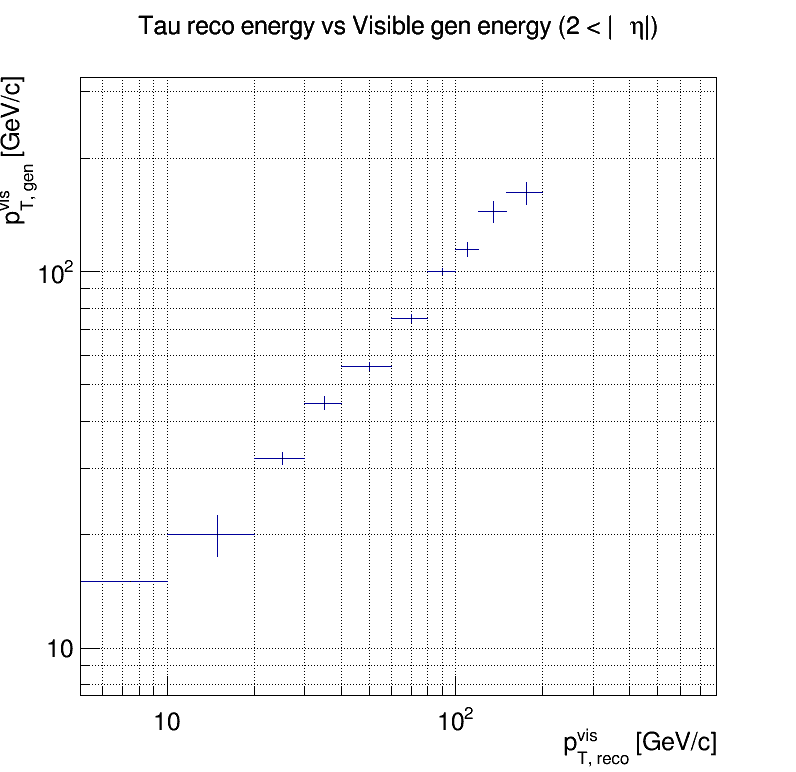 Tau reco energy vs Visible gen energy (2 < | η|)
p^vis_T, gen [GeV/c]
10^2
10
10
10^2
p^vis_T, reco [GeV/c]